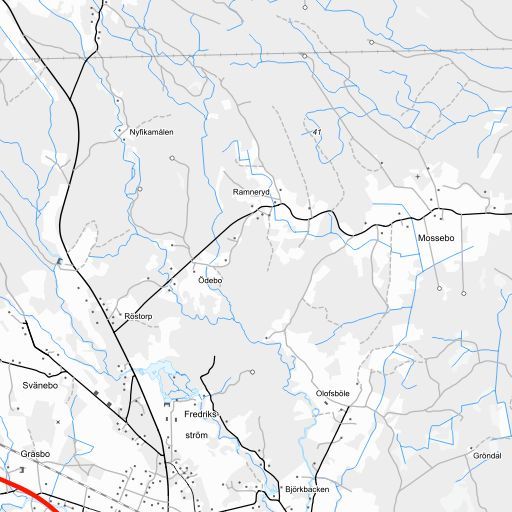 Nyfikamålen
41
Ramneryd
Mossebo
Ödebo
Röstorp
Svänebo
Olofsböle
Fredriks-
ström
Gräsbo
Gröndal
Björkbacken